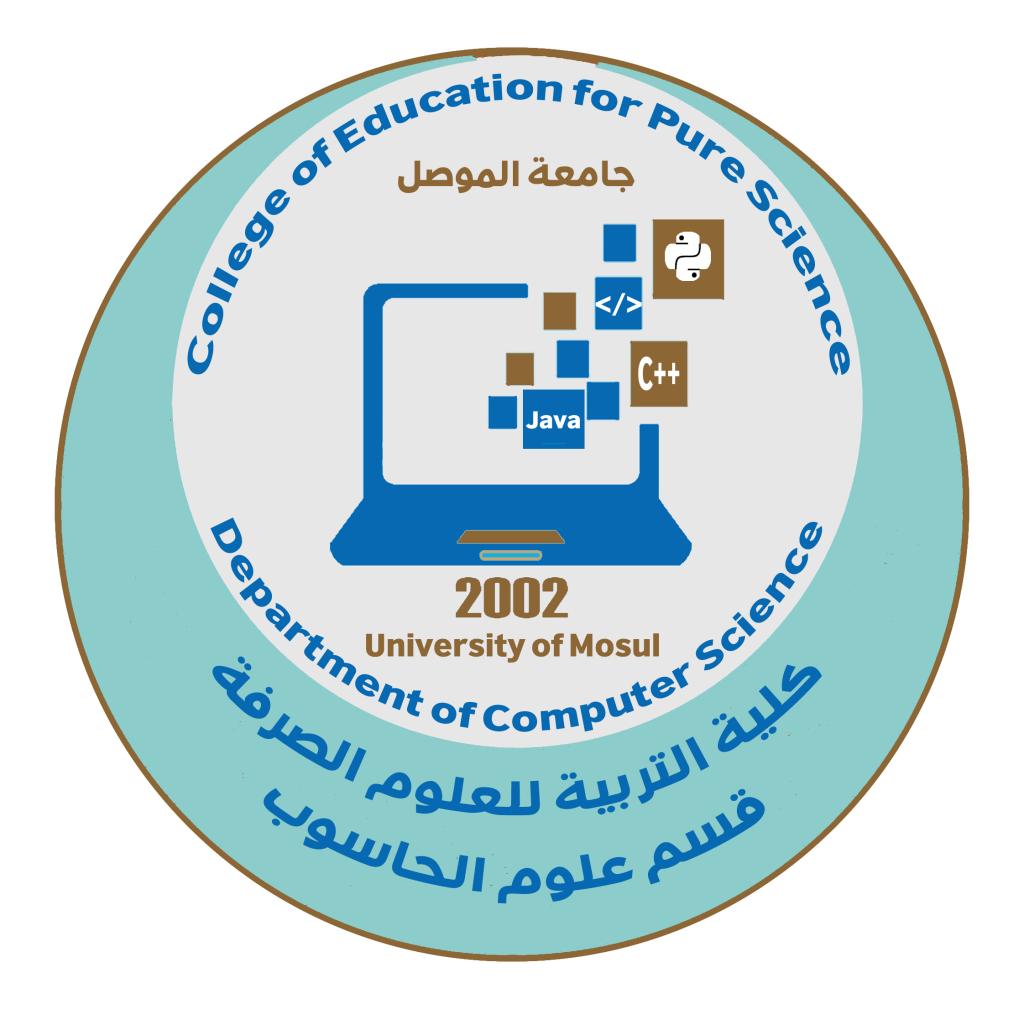 College of Education for Pure Science
جامعة الموصل
</>
C++
Java
2002
University of Mosul
Department of Computer Science
كلية التربية للعلوم الصرفة
قسم علوم الحاسوب